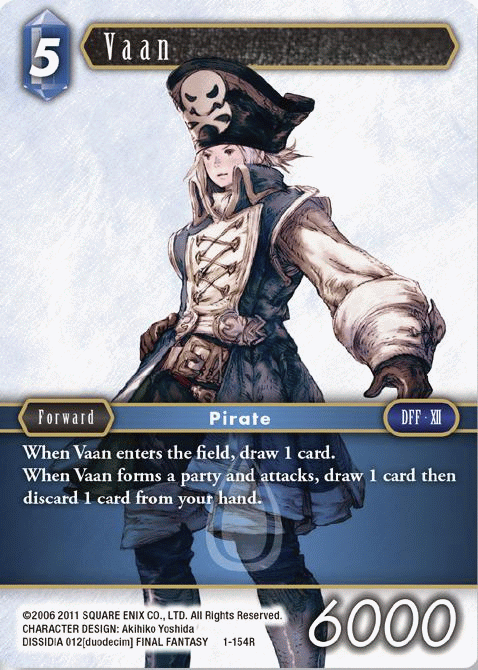 5
Vaan
Forward
Pirate
DFF · XII
When Vaan enters the field, draw 1 card.
When Vaan forms a party and attacks, draw 1 card then
discard 1 card from your hand.
©2006 2011 SQUARE ENIX CO., LTD. All Rights Reserved.
CHARACTER DESIGN: Akihiko Yoshida
DISSIDIA 012[duodecim] FINAL FANTASY 1-154R
6000